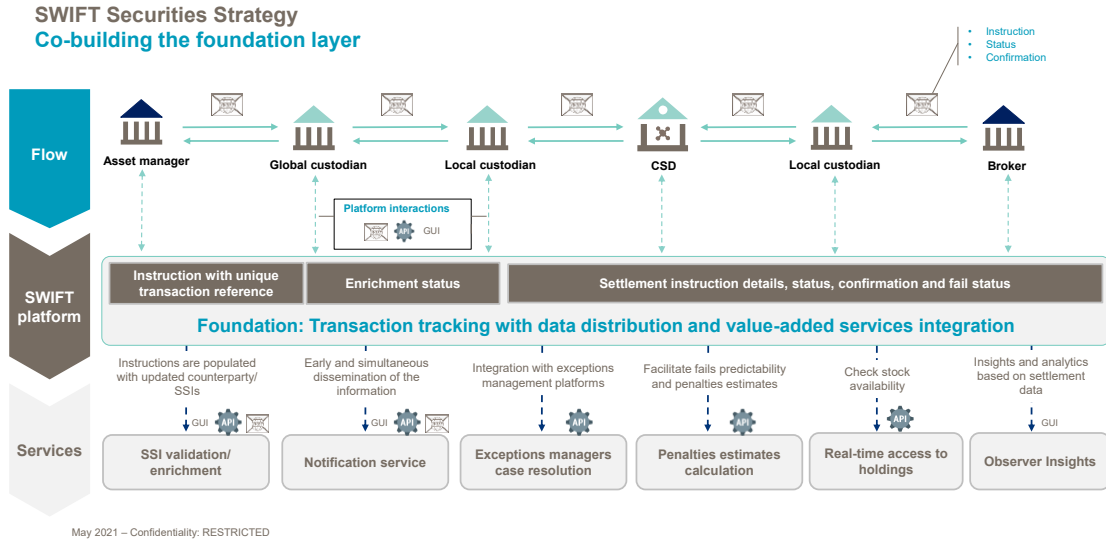 SWIFT Securities Strategy
Co-building the foundation layer
• Instruction
• Status
• Confirmation
Flow
Asset manager
Global custodian
Local custodian
CSD
Local custodian
Broker
Platform interactions
API
GUI
SWIFT
platform
Instruction with unique
transaction reference
Enrichment status
Settlement instruction details, status, confirmation and fail status
Foundation: Transaction tracking with data distribution and value-added services integration
Services
Instructions are populated
with updated counterparty/
SSIs
Early and simultaneous
dissemination of the
information
Integration with exceptions
management platforms
Facilitate fails predictability
and penalties estimates
Check stock
availability
Insights and analytics
based on settlement
data
GUI
API
GUI
API
API
API
API
GUI
SSI validation/
enrichment
Notification service
Exceptions managers
case resolution
Penalties estimates
calculation
Real-time access to
holdings
Observer Insights
May 2021 – Confidentiality: RESTRICTED